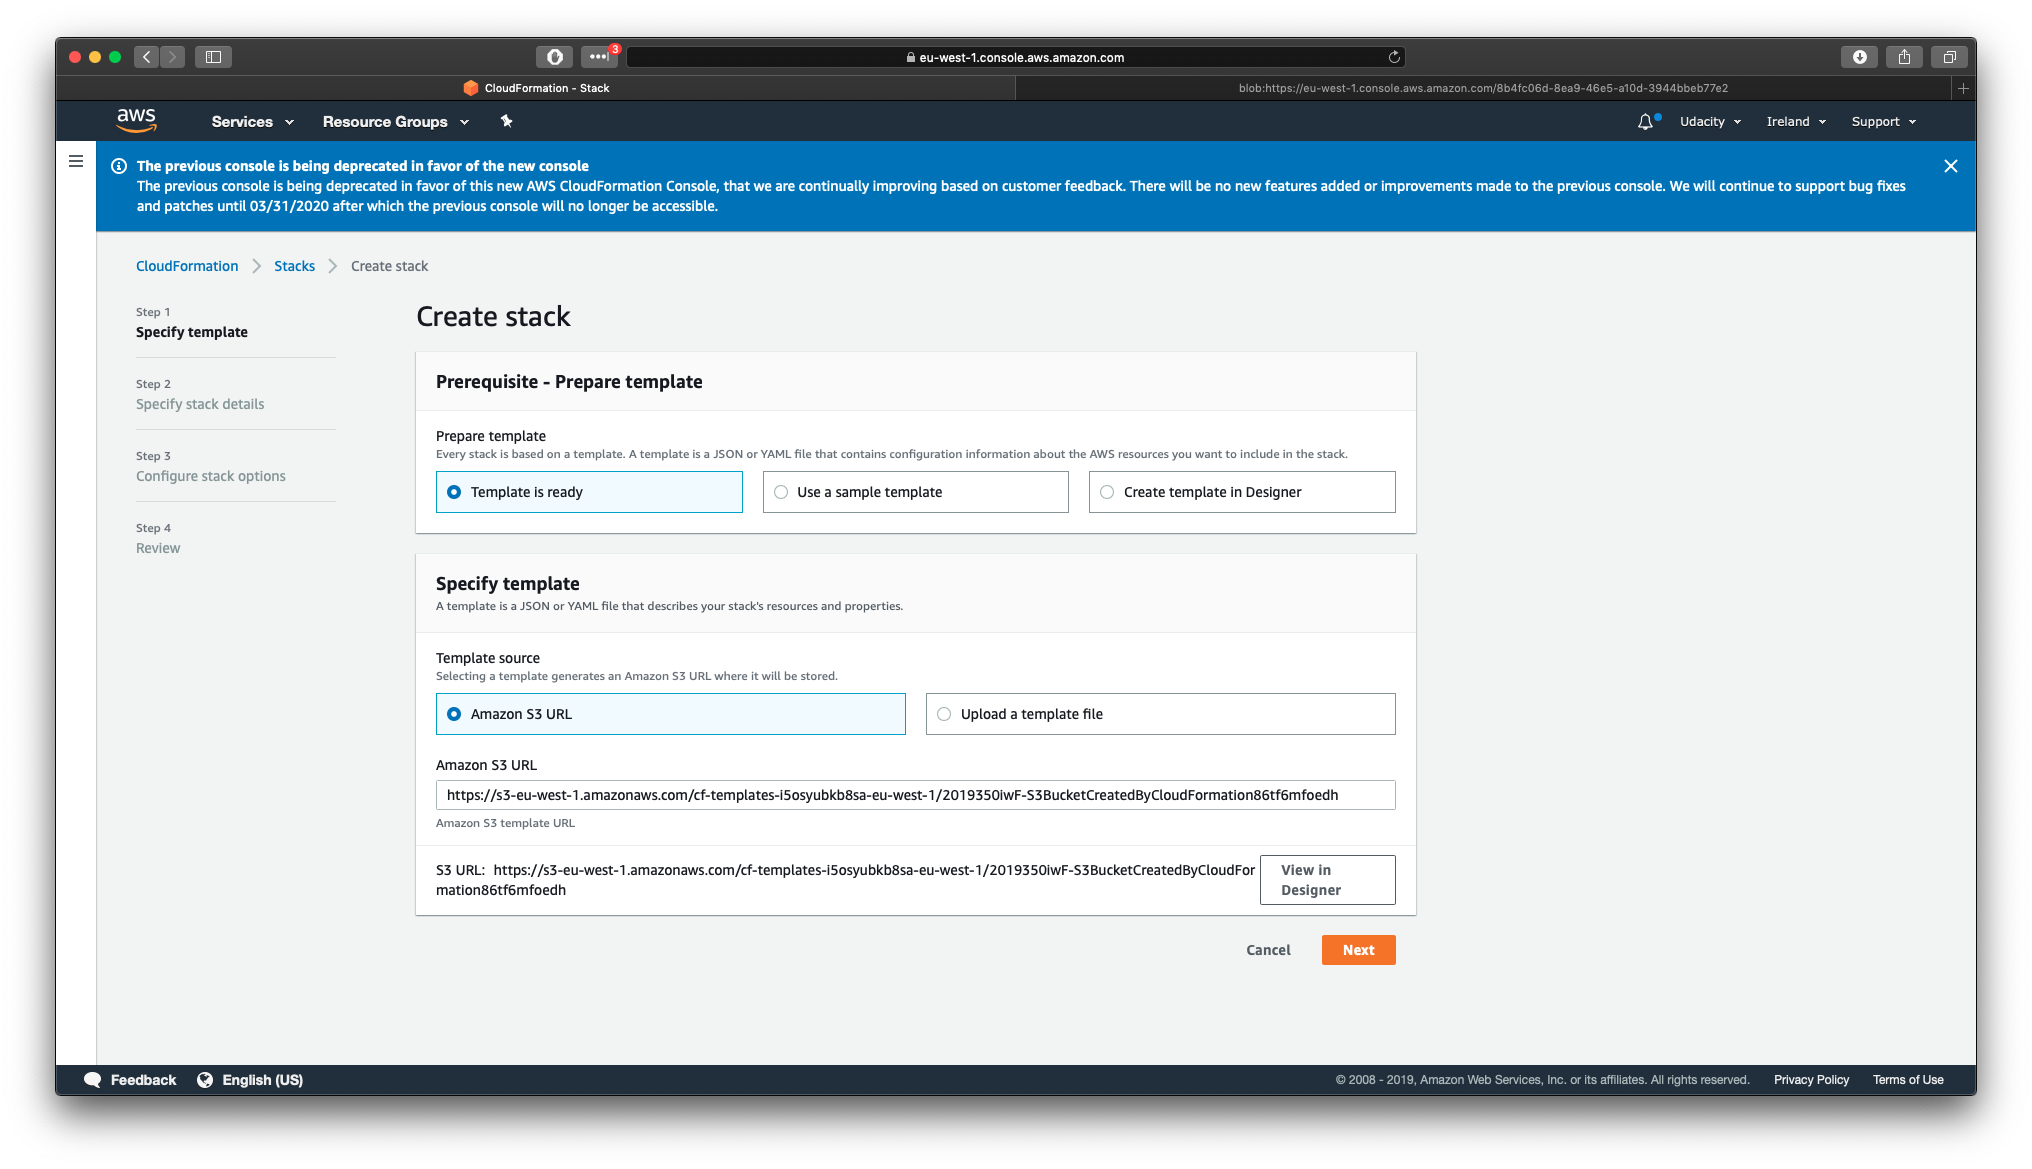 3
eu-west-1.console.aws.amazon.com
CloudFormation - Stack
blob:https://eu-west-1.console.aws.amazon.com/8b4fc06d-8ea9-46e5-a10d-3944bbeb77e2
aws
Services
Resource Groups
Udacity
Ireland
Support
The previous console is being deprecated in favor of the new console
The previous console is being deprecated in favor of this new AWS CloudFormation Console, that we are continually improving based on customer feedback. There will be no new features added or improvements made to the previous console. We will continue to support bug fixes
and patches until 03/31/2020 after which the previous console will no longer be accessible.
CloudFormation
Stacks
Create stack
Step 1
Specify template
Step 2
Specify stack details
Step 3
Configure stack options
Step 4
Review
Create stack
Prerequisite - Prepare template
Prepare template
Every stack is based on a template. A template is a JSON or YAML file that contains configuration information about the AWS resources you want to include in the stack.
Template is ready
Use a sample template
Create template in Designer
Specify template
A template is a JSON or YAML file that describes your stack's resources and properties.
Template source
Selecting a template generates an Amazon S3 URL where it will be stored.
Amazon S3 URL
Upload a template file
Amazon S3 URL
https://s3-eu-west-1.amazonaws.com/cf-templates-i5osyubkb8sa-eu-west-1/2019350iwF-S3BucketCreatedByCloudFormation86tf6mfoedh
Amazon S3 template URL
S3 URL: https://s3-eu-west-1.amazonaws.com/cf-templates-i5osyubkb8sa-eu-west-1/2019350iwF-S3BucketCreatedByCloudFor
mation86tf6mfoedh
View in
Designer
Cancel
Next
Feedback
English (US)
© 2008 - 2019, Amazon Web Services, Inc. or its affiliates. All rights reserved.
Privacy Policy
Terms of Use